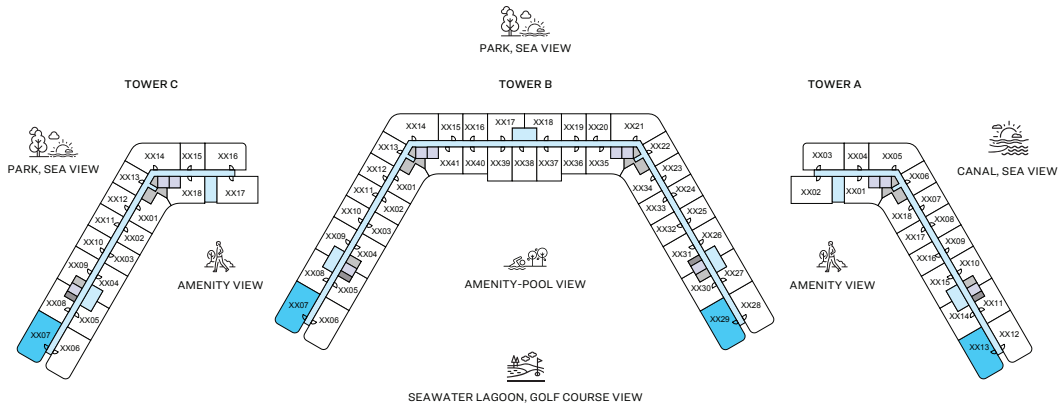 PARK, SEA VIEW
TOWER C
TOWER B
TOWER A
PARK, SEA VIEW
CANAL, SEA VIEW
XX14
XX15
XX16
XX13
XX12
XX11
XX10
XX09
XX08
XX07
XX06
XX05
XX04
XX03
XX02
XX01
XX18
XX17
AMENITY VIEW
XX14
XX15
XX16
XX17
XX18
XX19
XX20
XX21
XX13
XX12
XX11
XX10
XX09
XX08
XX07
XX06
XX05
XX04
XX03
XX02
XX01
XX41
XX40
XX39
XX38
XX37
XX36
XX35
XX22
XX23
XX24
XX25
XX26
XX27
XX28
XX29
XX30
XX31
XX32
XX33
XX34
AMENITY-POOL VIEW
XX03
XX04
XX05
XX02
XX01
XX06
XX07
XX08
XX09
XX10
XX11
XX12
XX13
XX14
XX15
XX16
XX17
XX18
AMENITY VIEW
SEAWATER LAGOON, GOLF COURSE VIEW